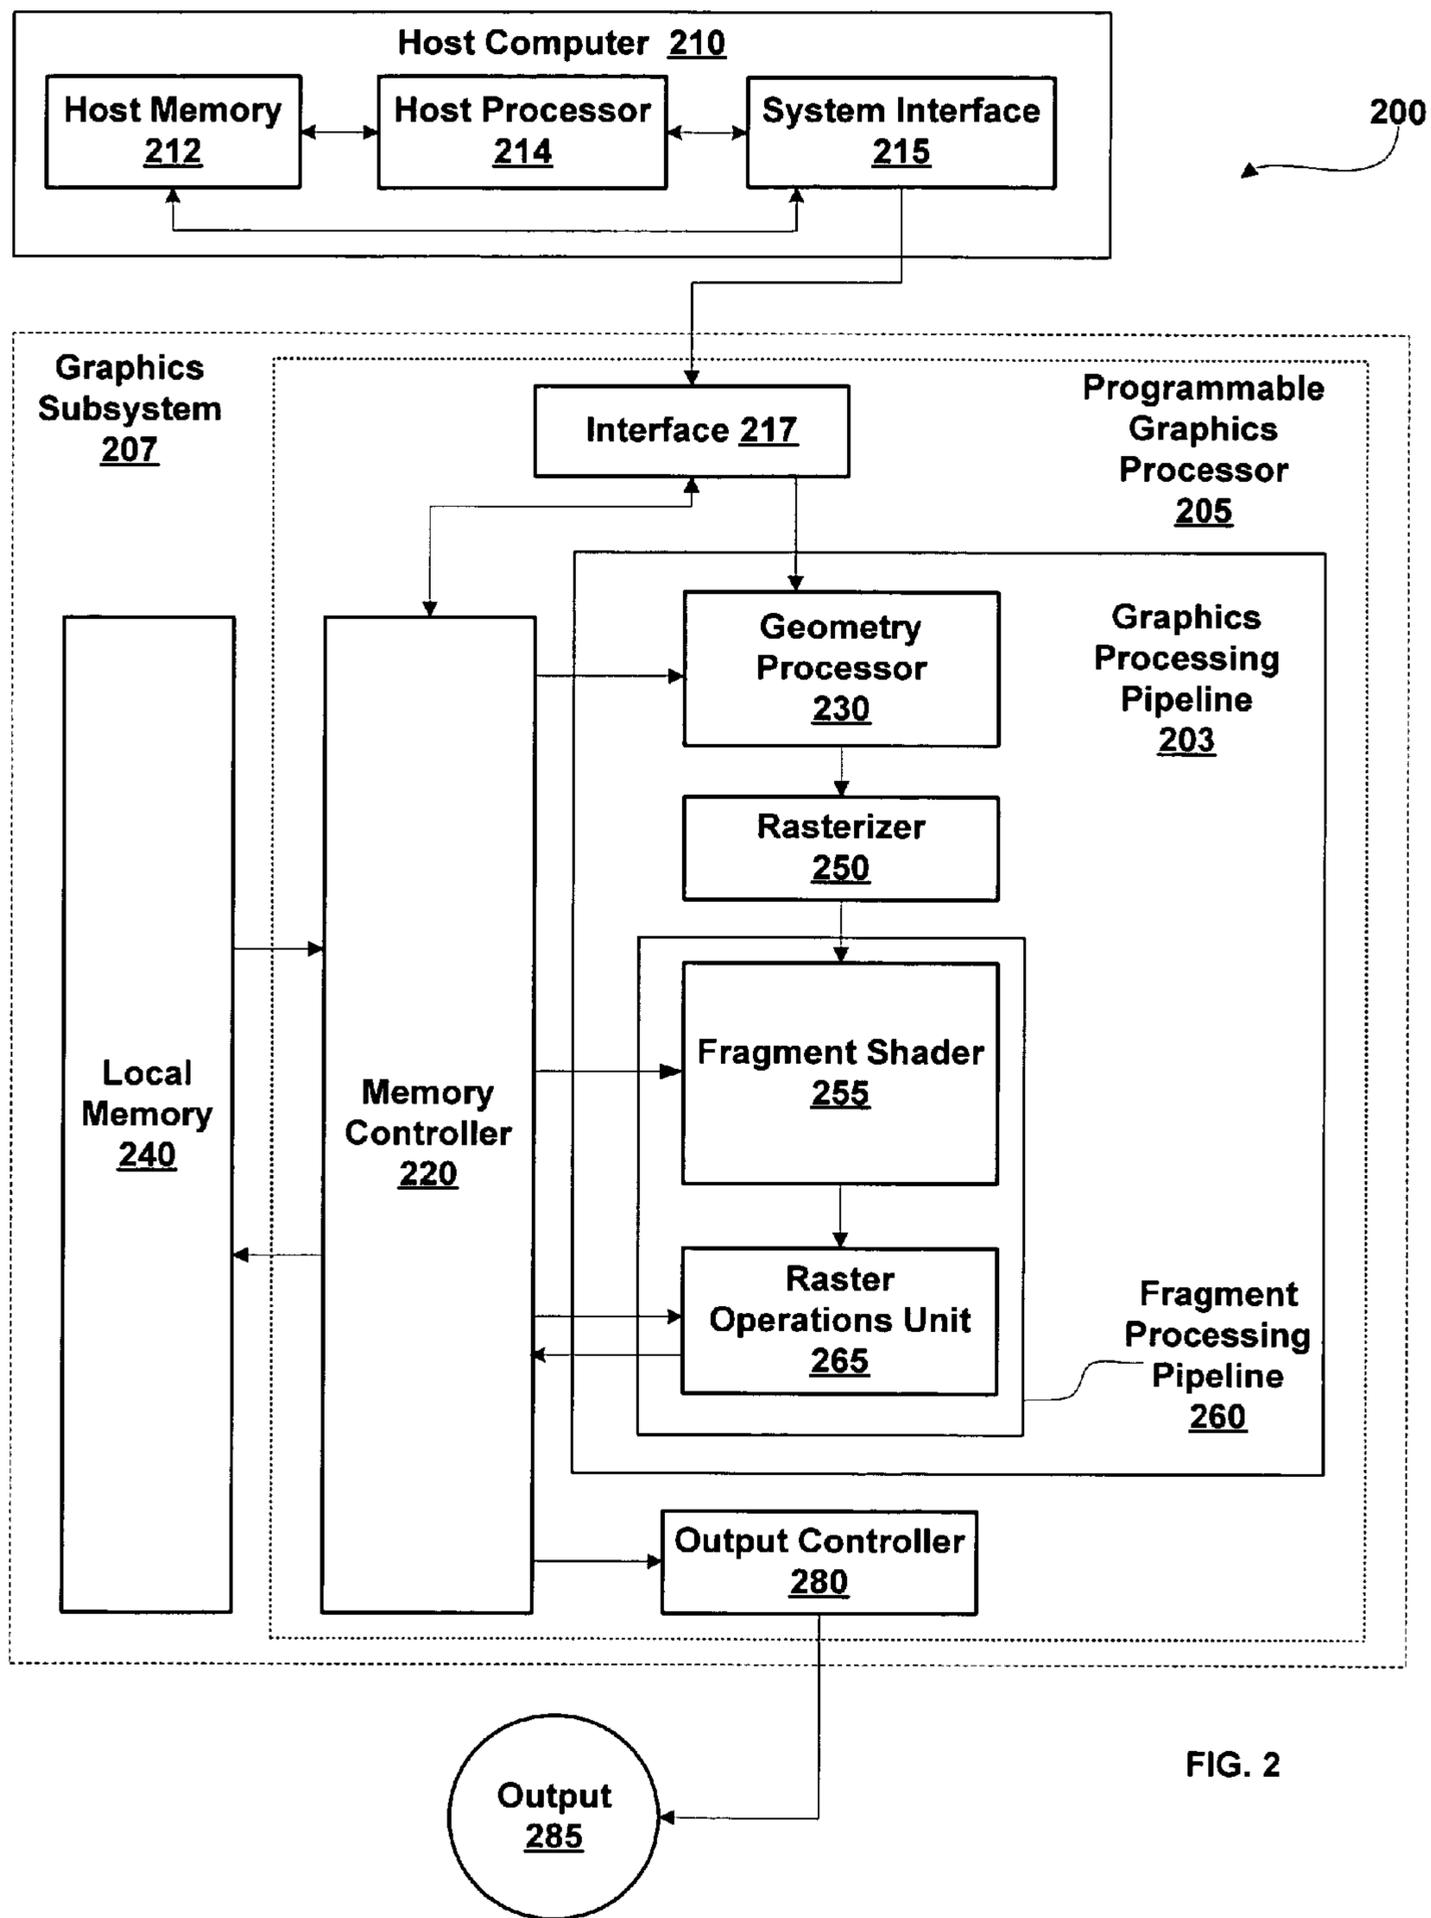 Host Computer 210
Host Memory
212
Host Processor
214
System Interface
215
200
Graphics
Subsystem
207
Interface 217
Programmable
Graphics
Processor
205
Geometry
Processor
230
Graphics
Processing
Pipeline
203
Rasterizer
250
Local
Memory
240
Memory
Controller
220
Fragment Shader
255
Raster
Operations Unit
265
Fragment
Processing
Pipeline
260
Output Controller
280
Output
285
FIG. 2